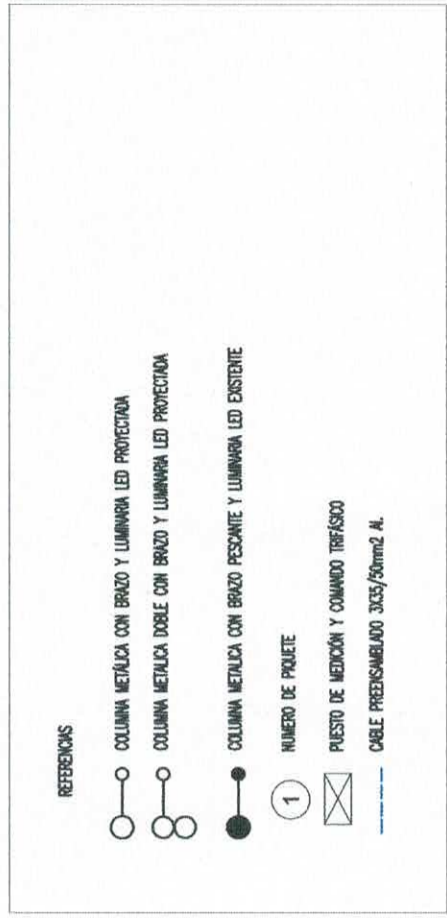 REFERENCIAS
COLUMNA METÁLICA CON BRAZO Y LUMINARIA LED PROYECTADA
COLUMNA METALICA DOBLE CON BRAZO Y LUMINARIA LED PROYECTADA
COLUMNA METALICA CON BRAZO PESCANTE Y LUMINARIA LED EXISTENTE
1 NUMERO DE PIQUETE
PUESTO DE MEDICIÓN Y COMANDO TRIFÁSICO
CABLE PREENSAMBLADO 3X35/50mm2 AL.